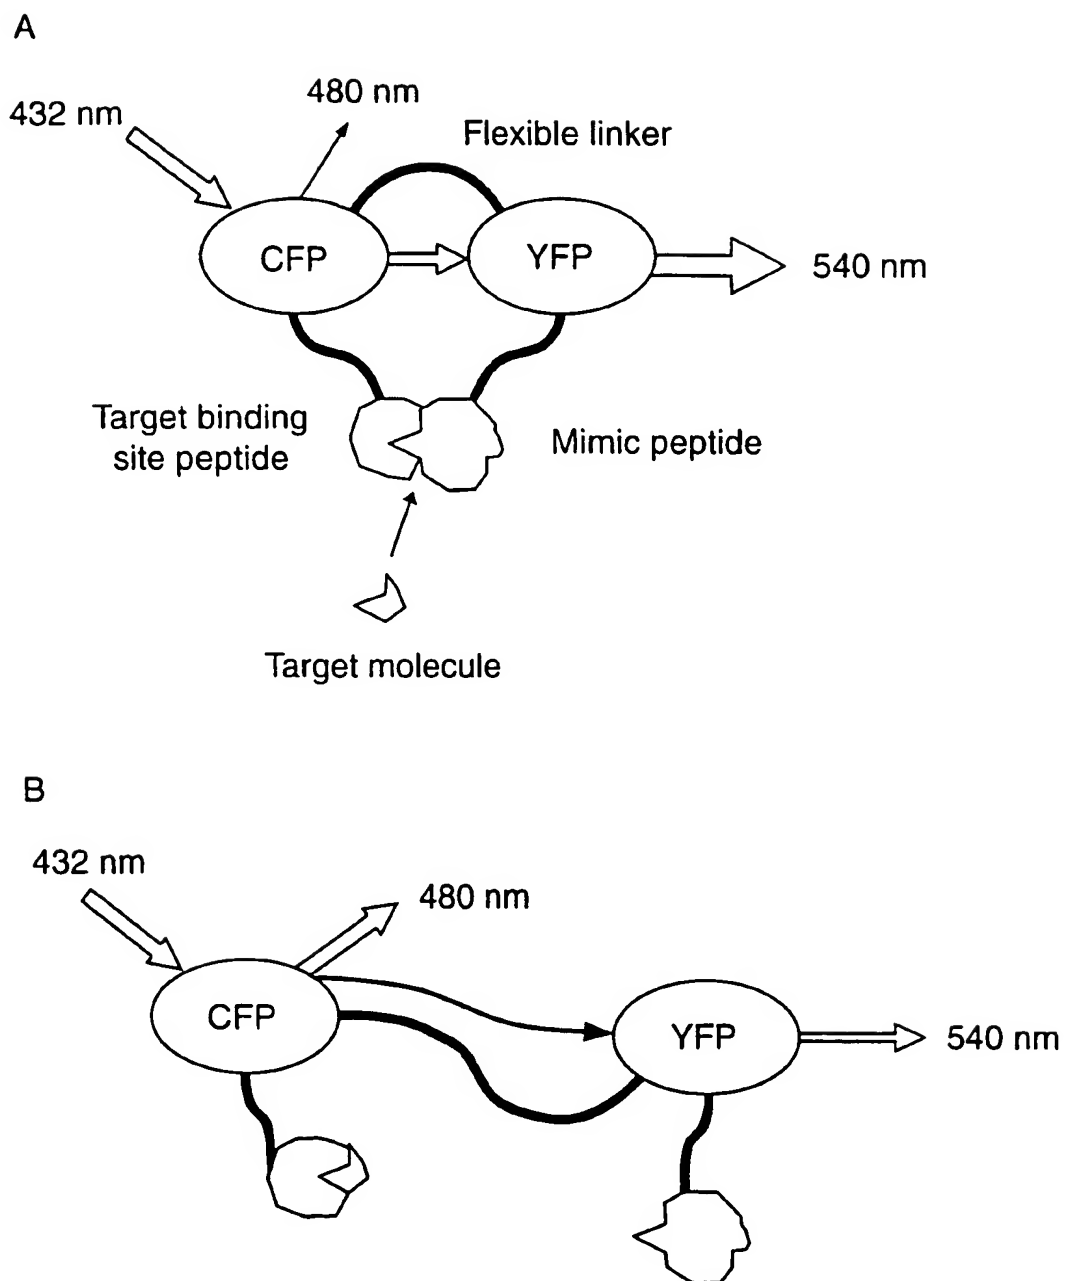 A
480 nm
432 nm
Flexible linker
CFP
YFP
540 nm
Target binding
site peptide
Mimic peptide
Target molecule
B
432 nm
480 nm
CFP
YFP
540 nm